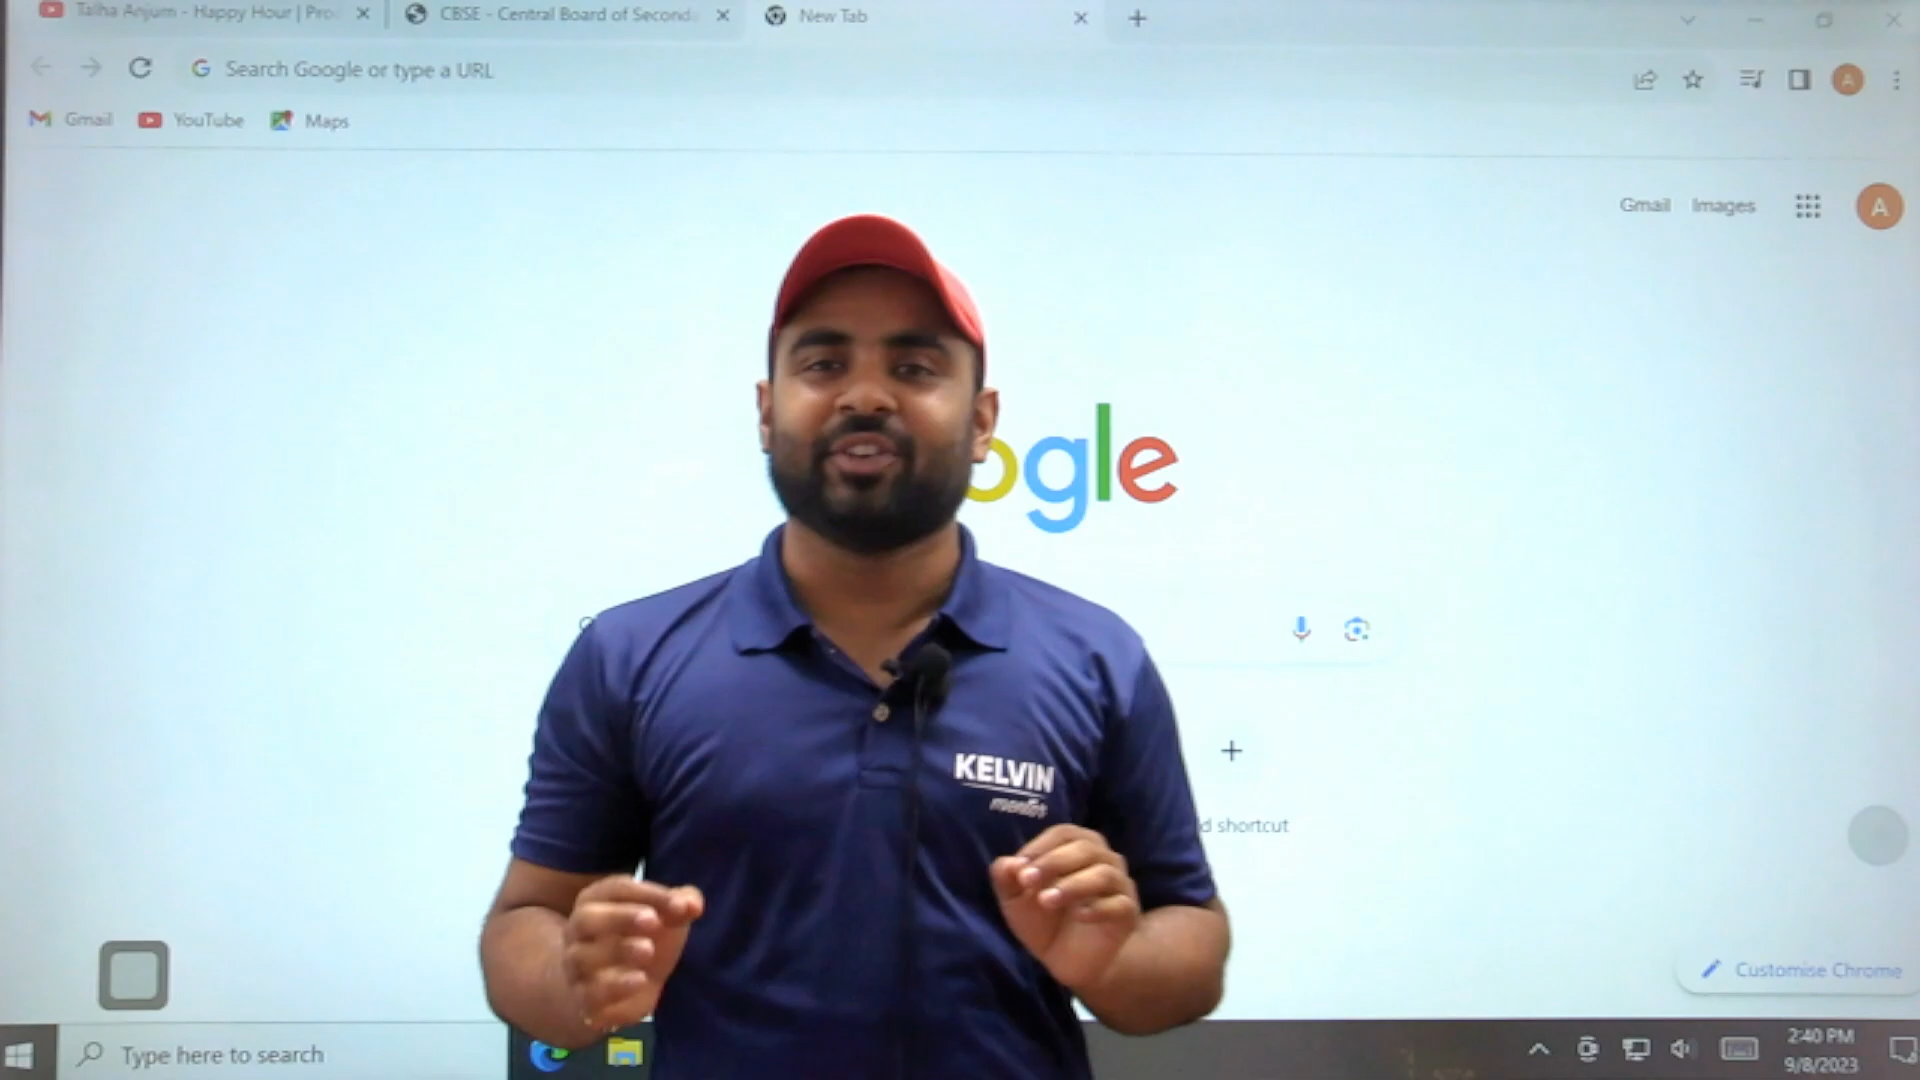 Talha Anjum - Happy Hour | Pro
CBSE - Central Board of Second
New Tab
Search Google or type a URL
Gmail
YouTube
Maps
Gmail
Images
A
A
ogle
KELVIN
d shortcut
Customise Chrome
Type here to search
2:40 PM
9/8/2023